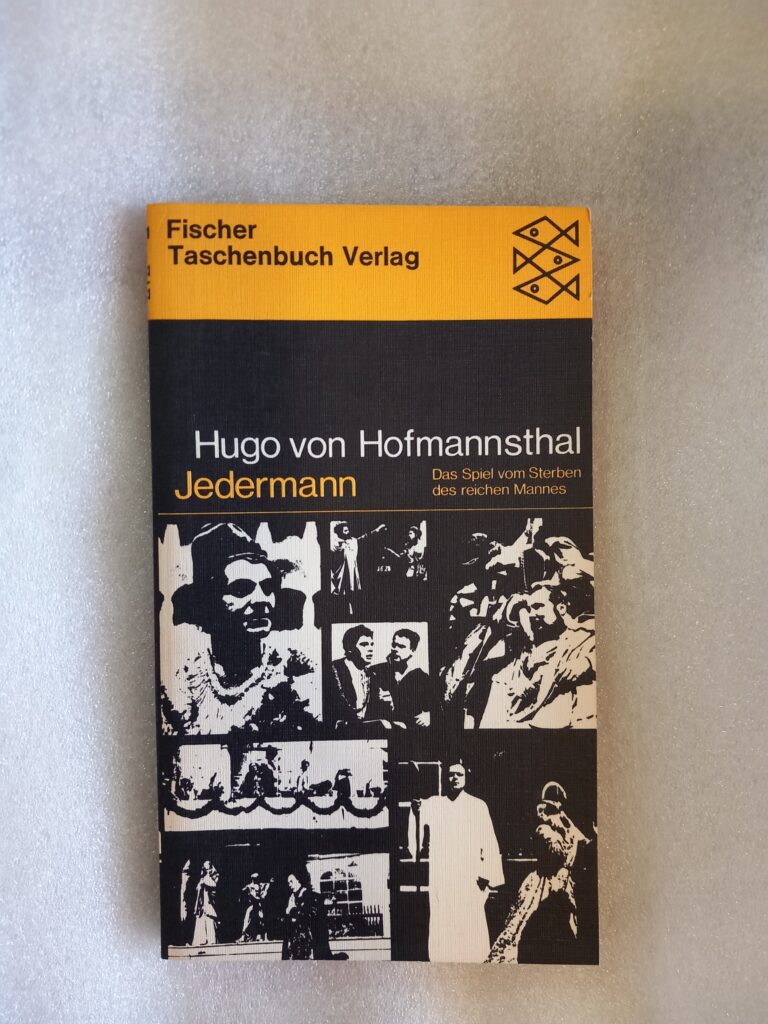 Fischer
Taschenbuch Verlag
Hugo von Hofmannsthal
Jedermann
Das Spiel vom Sterben
des reichen Mannes